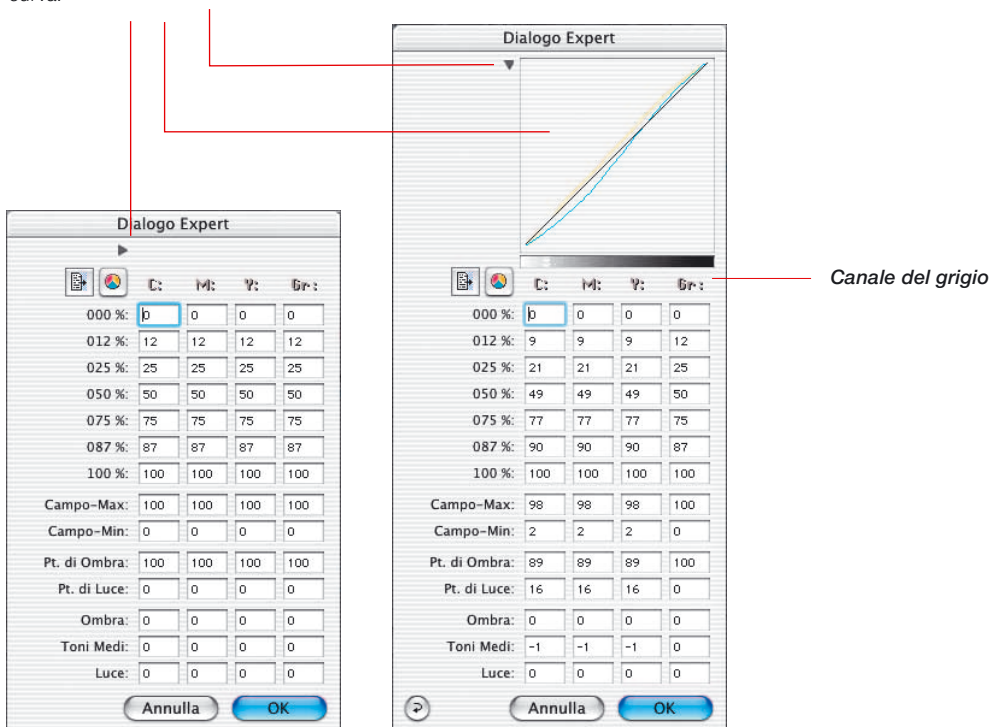 Dialogo Expert
C: M: Y: Gr:
000 %: 0 0 0 0
012 %: 12 12 12 12
025 %: 25 25 25 25
050 %: 50 50 50 50
075 %: 75 75 75 75
087 %: 87 87 87 87
100 %: 100 100 100 100
Campo-Max: 100 100 100 100
Campo-Min: 0 0 0 0
Pt. di Ombra: 100 100 100 100
Pt. di Luce: 0 0 0 0
Ombra: 0 0 0 0
Toni Medi: 0 0 0 0
Luce: 0 0 0 0
Annulla OK
Dialogo Expert
C: M: Y: Gr:
000 %: 0 0 0 0
012 %: 9 9 9 12
025 %: 21 21 21 25
050 %: 49 49 49 50
075 %: 77 77 77 75
087 %: 90 90 90 87
100 %: 100 100 100 100
Campo-Max: 98 98 98 100
Campo-Min: 2 2 2 0
Pt. di Ombra: 89 89 89 100
Pt. di Luce: 16 16 16 0
Ombra: 0 0 0 0
Toni Medi: -1 -1 -1 0
Luce: 0 0 0 0
Annulla OK
Canale del grigio